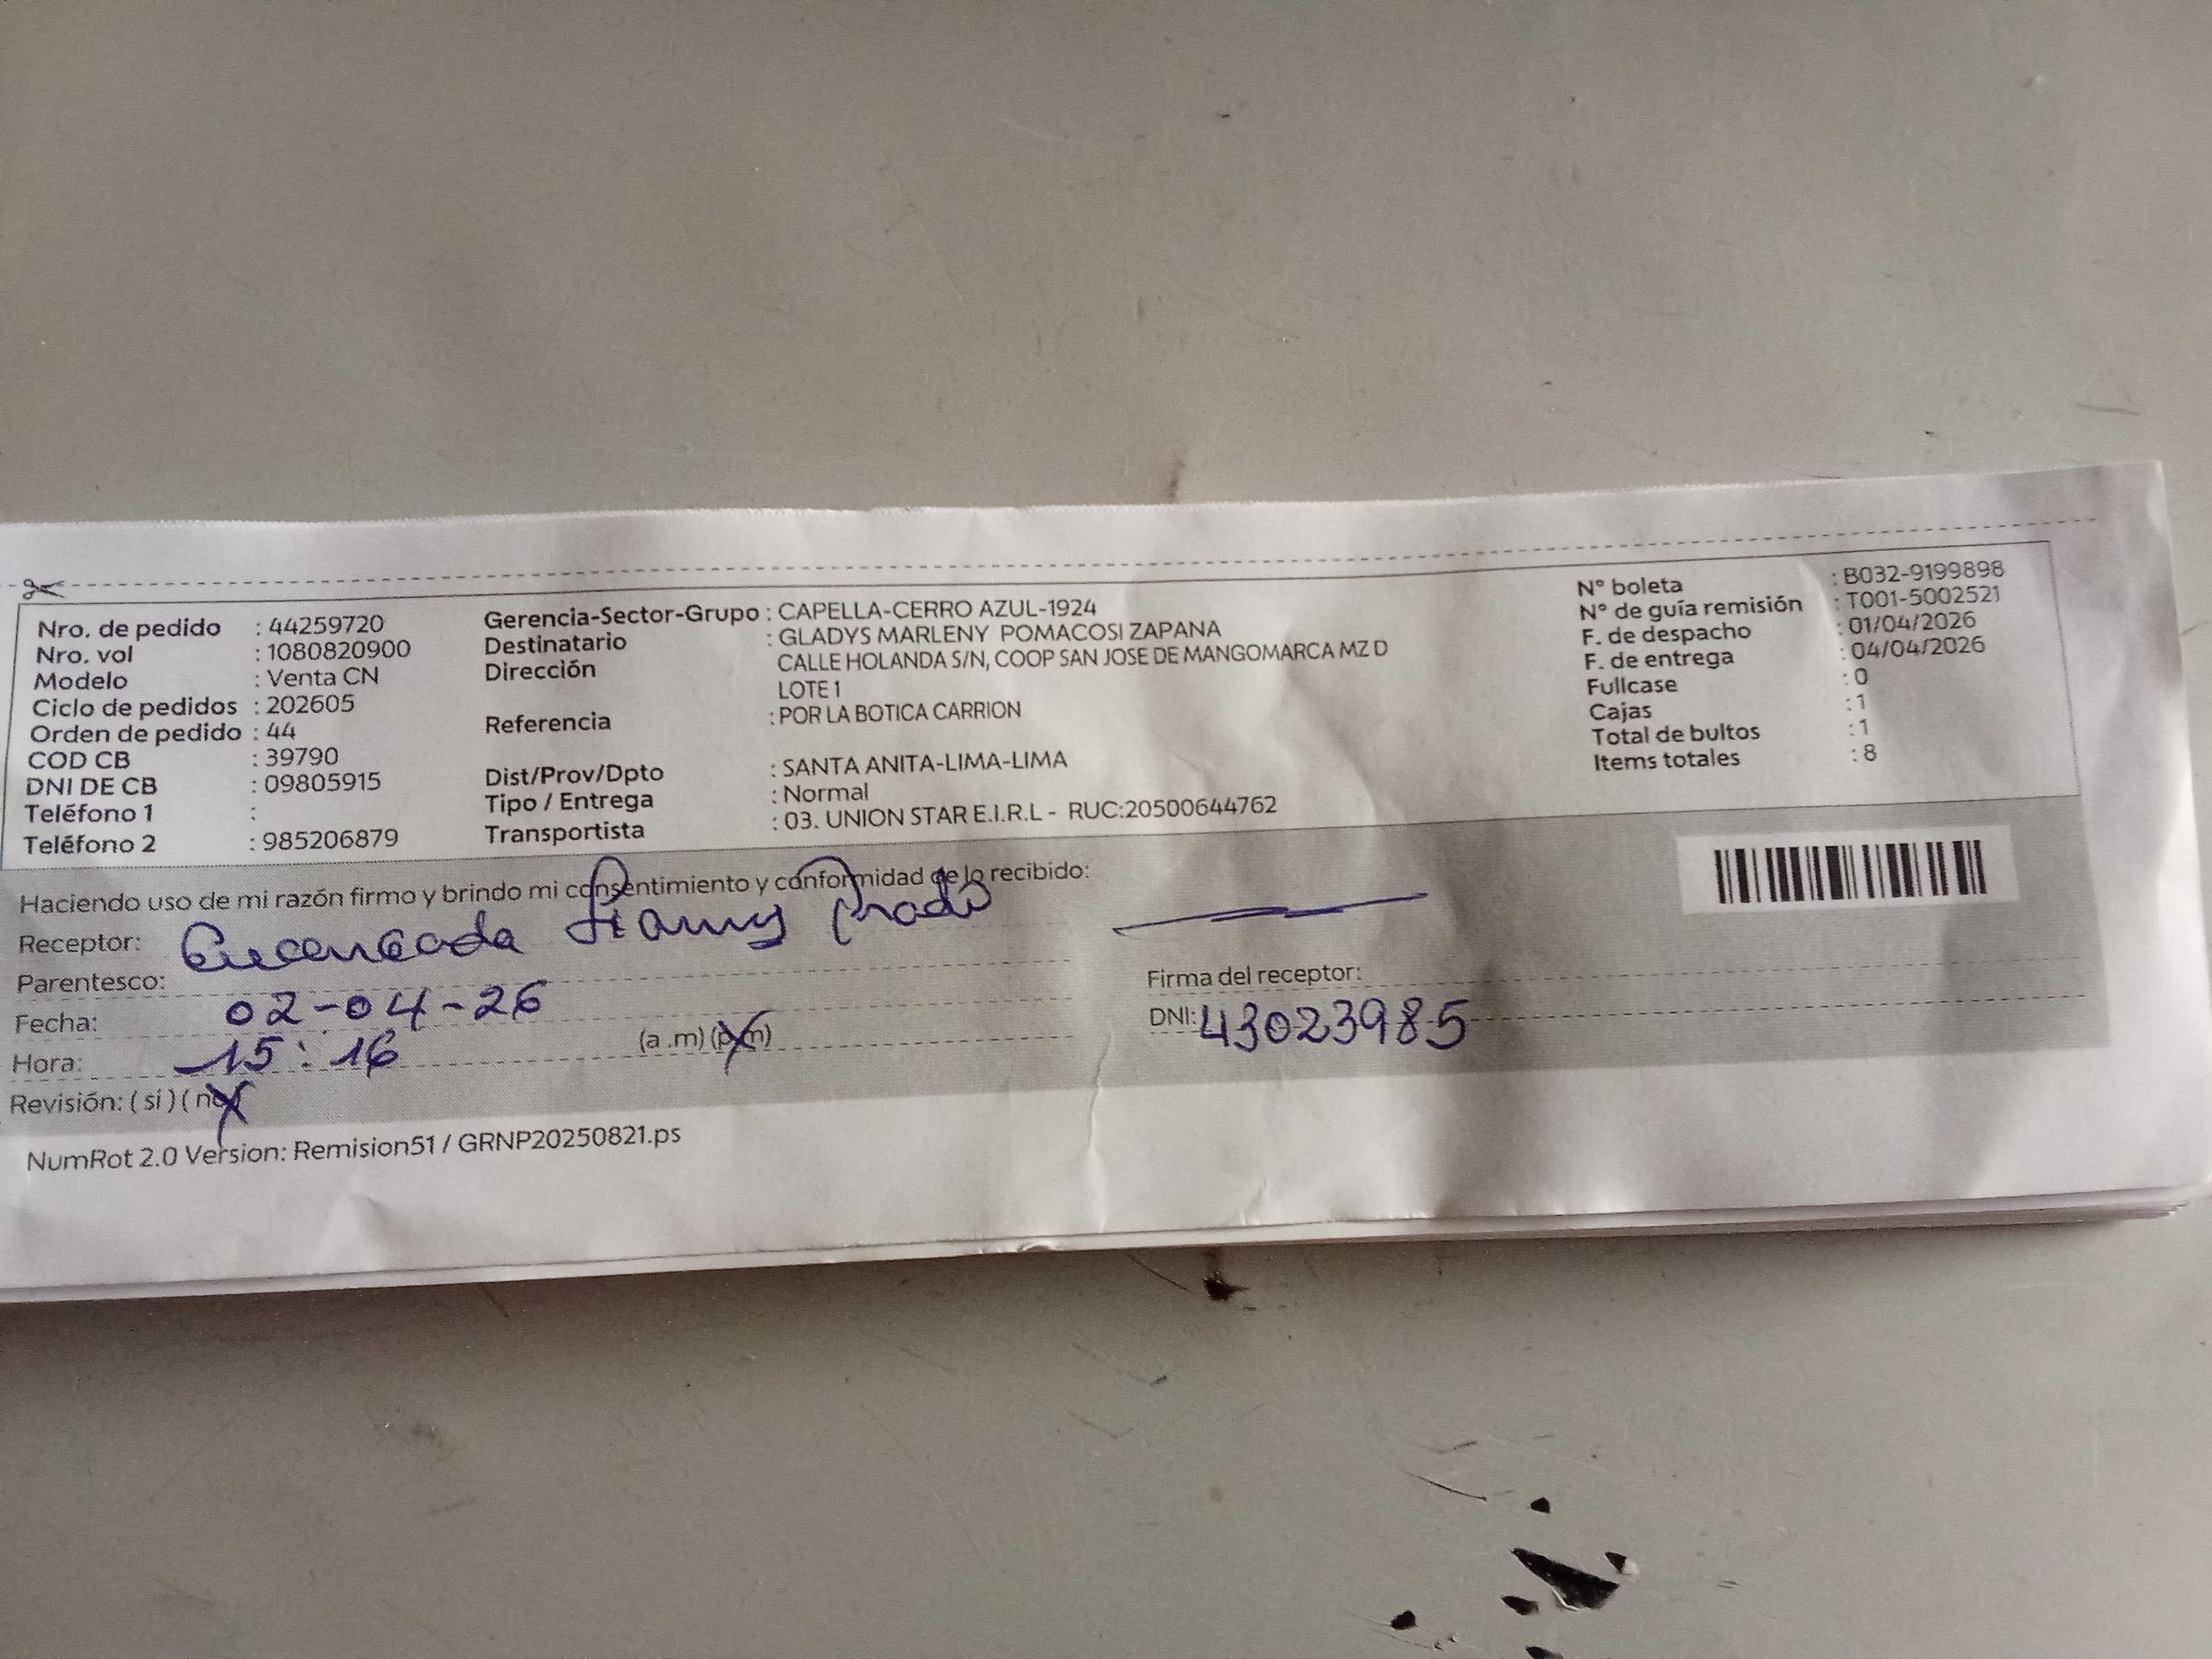 Nro. de pedido : 44259720
Nro. vol : 1080820900
Modelo : Venta CN
Ciclo de pedidos : 202605
Orden de pedido : 44
COD CB : 39790
DNI DE CB : 09805915
Teléfono 1 :
Teléfono 2 : 985206879
Gerencia-Sector-Grupo : CAPELLA-CERRO AZUL-1924
Destinatario : GLADYS MARLENY POMACOSI ZAPANA
Dirección CALLE HOLANDA S/N, COOP SAN JOSE DE MANGOMARCA MZ D
LOTE 1
Referencia : POR LA BOTICA CARRION
Dist/Prov/Dpto : SANTA ANITA-LIMA-LIMA
Tipo / Entrega : Normal
Transportista : 03. UNION STAR E.I.R.L - RUC:20500644762
N° boleta : B032-9199898
N° de guía remisión : T001-5002521
F. de despacho : 01/04/2026
F. de entrega : 04/04/2026
Fullcase : 0
Cajas : 1
Total de bultos : 1
Items totales : 8
Haciendo uso de mi razón firmo y brindo mi consentimiento y conformidad de lo recibido:
Receptor: Prado
Parentesco:
Fecha: 02-04-26
Hora: 15:16 (a .m) (p.m)
Revisión: ( si ) ( no )
Firma del receptor:
DNI: 43023985
NumRot 2.0 Version: Remision51 / GRNP20250821.ps